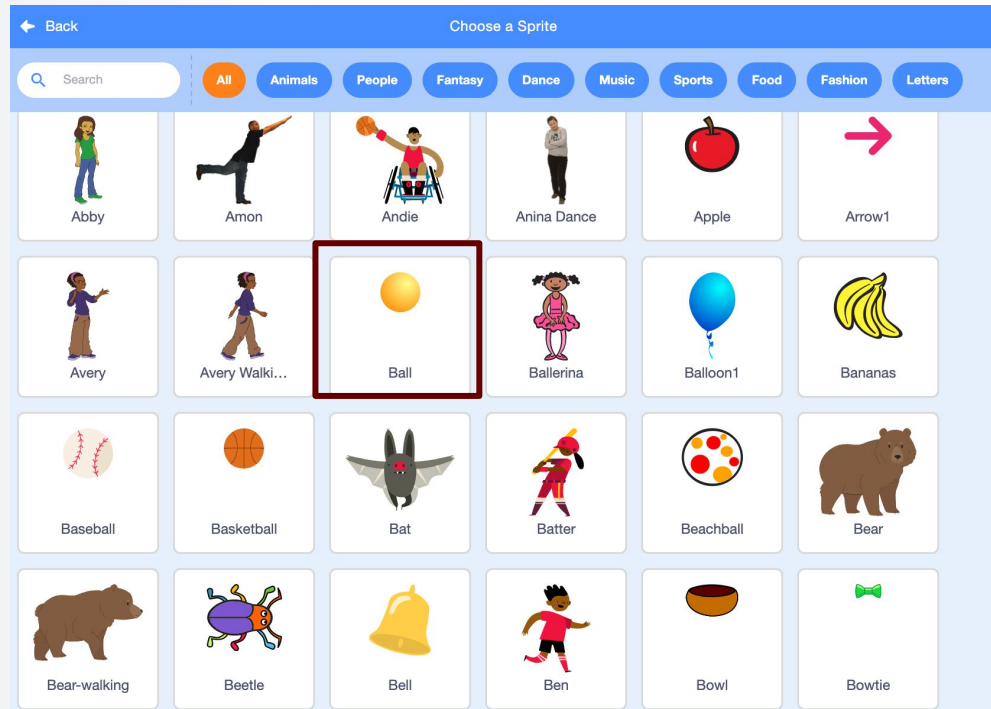 Back
Choose a Sprite
Search
All Animals People Fantasy Dance Music Sports Food Fashion Letters
Abby Amon Andie Anina Dance Apple Arrow1
Avery Avery Walki... Ball Ballerina Balloon1 Bananas
Baseball Basketball Bat Batter Beachball Bear
Bear-walking Beetle Bell Ben Bowl Bowtie